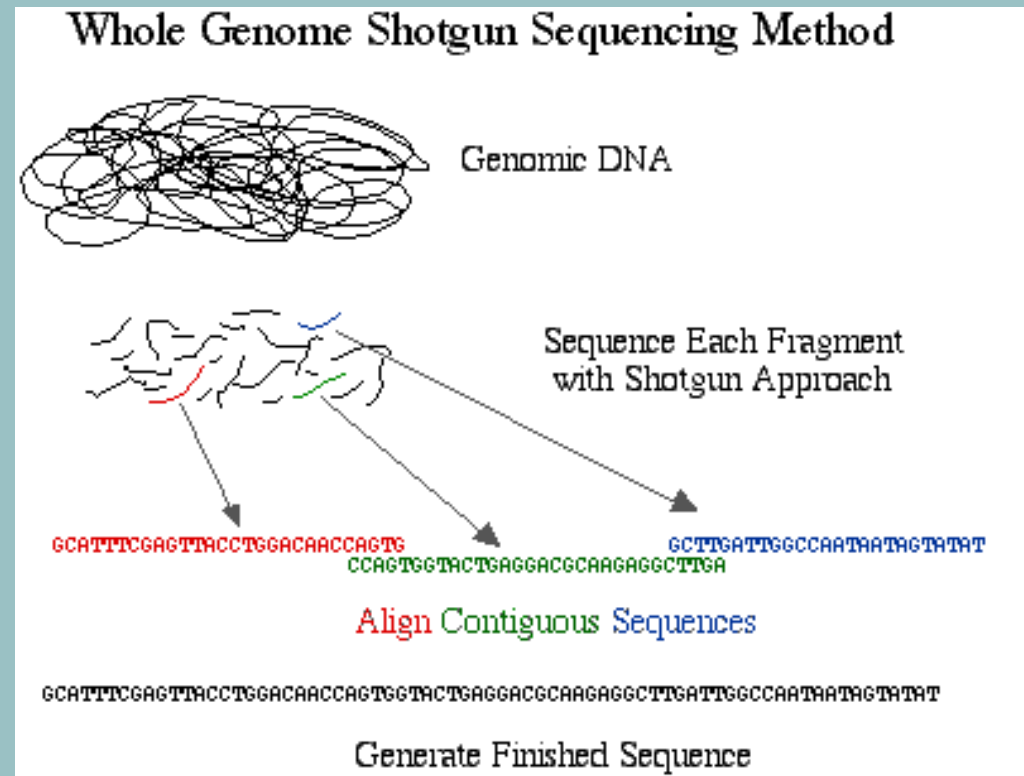 Whole Genome Shotgun Sequencing Method
Genomic DNA
Sequence Each Fragment
with Shotgun Approach
GCATTTCGAGTTACCTGGACAACCAGTG
GCTTGATTGGCCAATAATAGTATAT
CCAGTGGTACTGAGGACGCAAGAGGCTTGA
Align Contiguous Sequences
GCATTTCGAGTTACCTGGACAACCAGTGGTACTGAGGACGCAAGAGGCTTGATTGGCCAATAATAGTATAT
Generate Finished Sequence